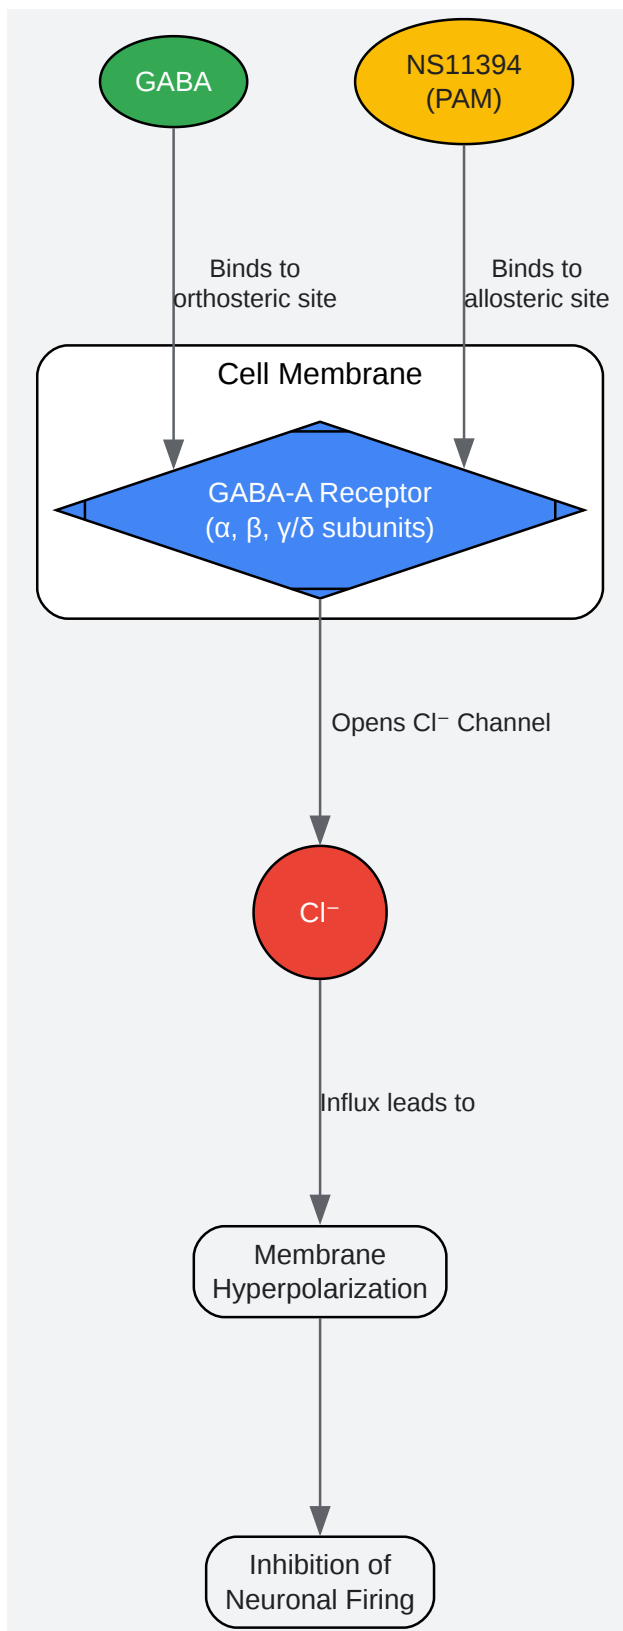 GABA
NS11394
(PAM)
Binds to
orthosteric site
Binds to
allosteric site
Cell Membrane
GABA-A Receptor
(α, β, γ/δ subunits)
Opens Cl⁻ Channel
Cl⁻
Influx leads to
Membrane
Hyperpolarization
Inhibition of
Neuronal Firing